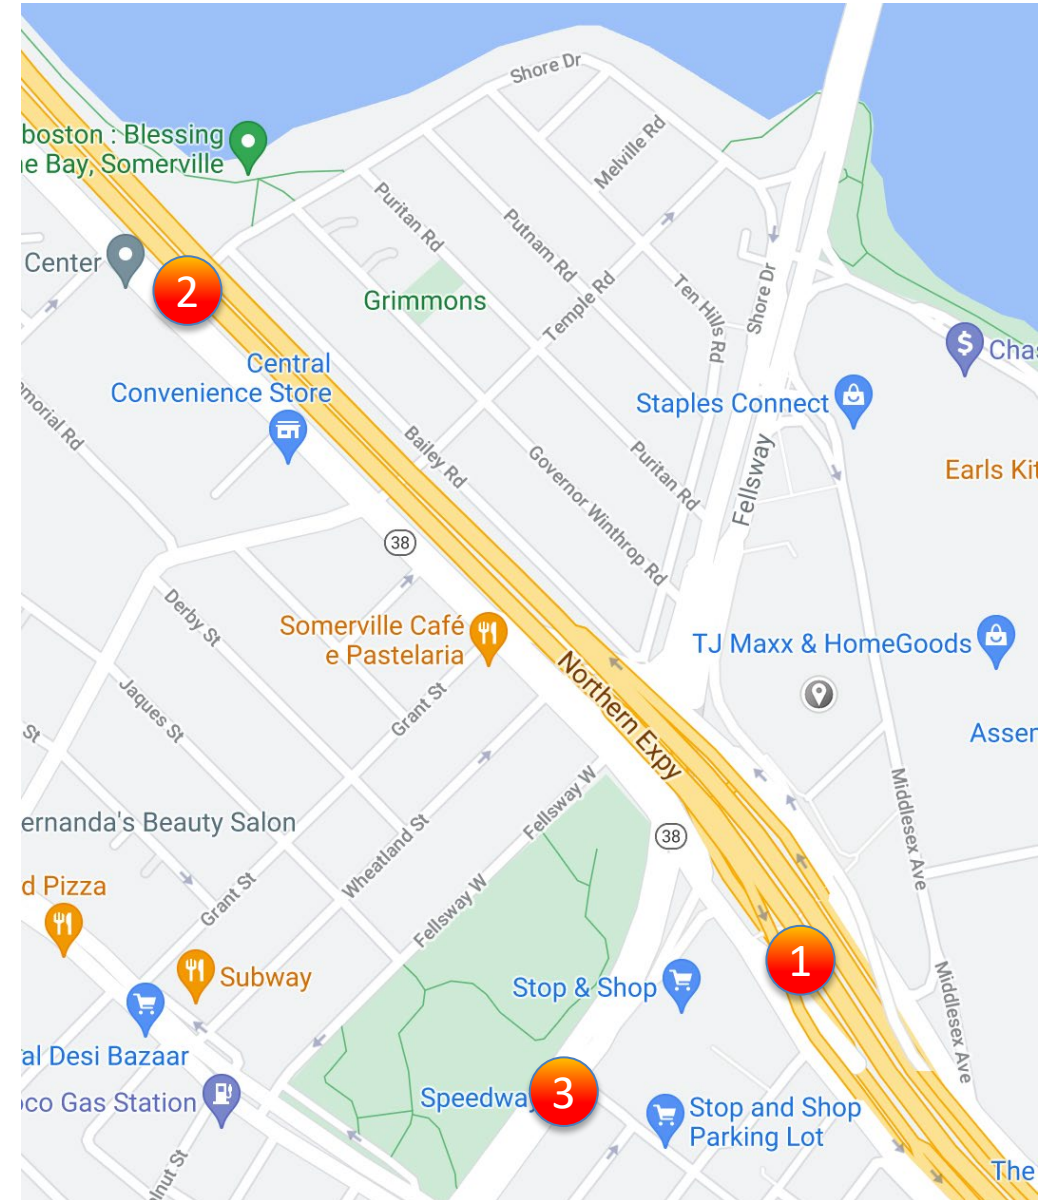 Shore Dr
boston : Blessing
e Bay, Somerville
Melville Rd
Puritan Rd
Putnam Rd
Center
2
Grimmons
Temple Rd
Ten Hills Rd
Shore Dr
Central
Convenience Store
Staples Connect
Cha
morial Rd
Bailey Rd
Governor Winthrop Rd
Puritan Rd
Fellsway
Earls Kit
38
Derby St
Somerville Café
e Pastelaria
Northern Expy
TJ Maxx & HomeGoods
Jaques St
Grant St
St
Asser
Middlesex Ave
ernanda's Beauty Salon
Fellsway W
38
Wheatland St
d Pizza
Grant St
Fellsway W
1
Subway
Stop & Shop
Middlesex Ave
al Desi Bazaar
co Gas Station
Speedwa
3
Stop and Shop
Parking Lot
lnut St
The